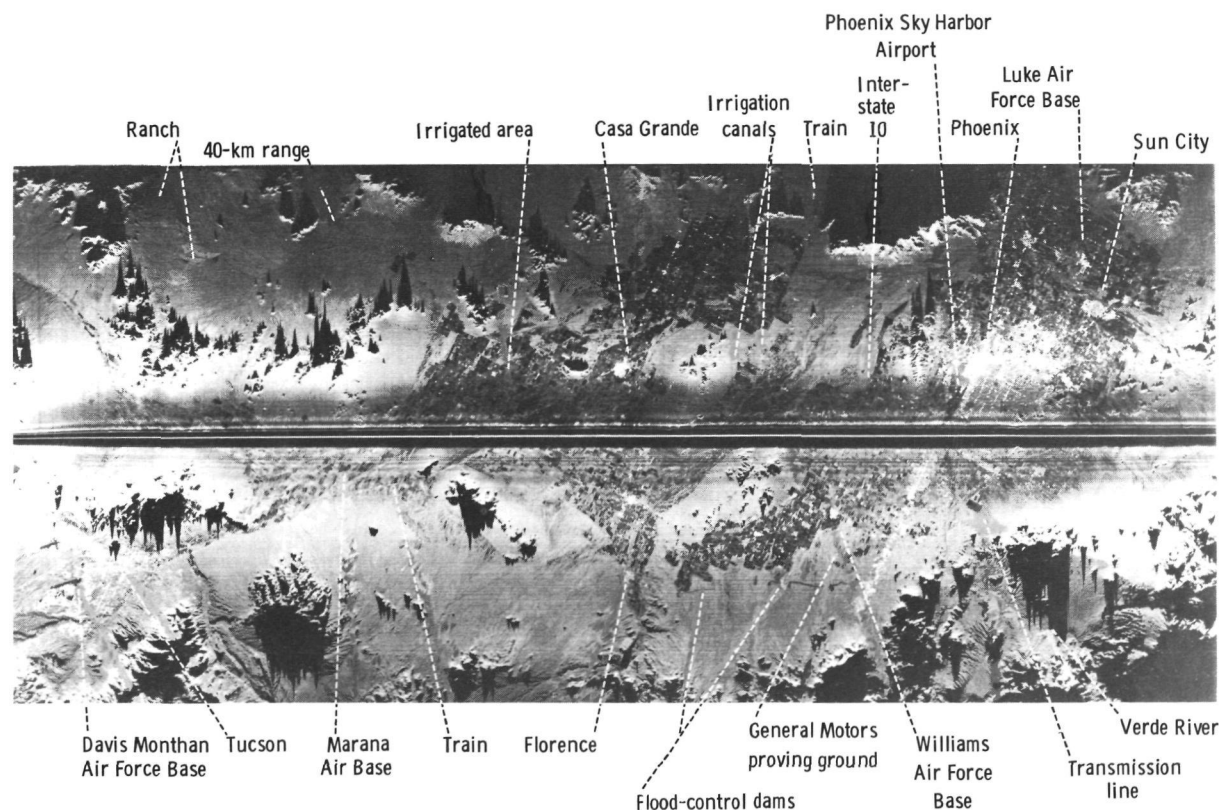 Phoenix Sky Harbor
Airport
Luke Air
Force Base
Inter-
state
10
Irrigation
canals
Ranch
40-km range
Irrigated area
Casa Grande
Train
Phoenix
Sun City
Davis Monthan
Air Force Base
Tucson
Marana
Air Base
Train
Florence
Flood-control dams
General Motors
proving ground
Williams
Air Force
Base
Transmission
line
Verde River